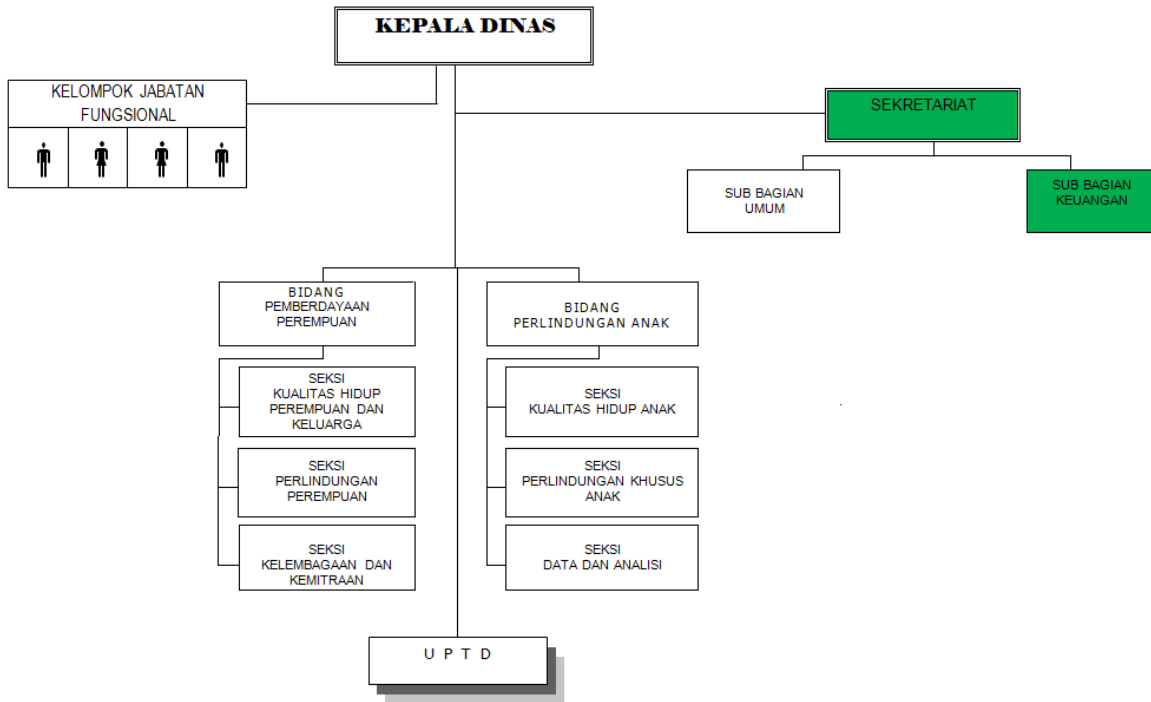 KEPALA DINAS
KELOMPOK JABATAN
FUNGSIONAL
SEKRETARIAT
SUB BAGIAN
UMUM
SUB BAGIAN
KEUANGAN
BIDANG
PEMBERDAYAAN
PEREMPUAN
BIDANG
PERLINDUNGAN ANAK
SEKSI
KUALITAS HIDUP
PEREMPUAN DAN
KELUARGA
SEKSI
KUALITAS HIDUP ANAK
SEKSI
PERLINDUNGAN
PEREMPUAN
SEKSI
PERLINDUNGAN KHUSUS
ANAK
SEKSI
KELEMBAGAAN DAN
KEMITRAAN
SEKSI
DATA DAN ANALISI
U P T D